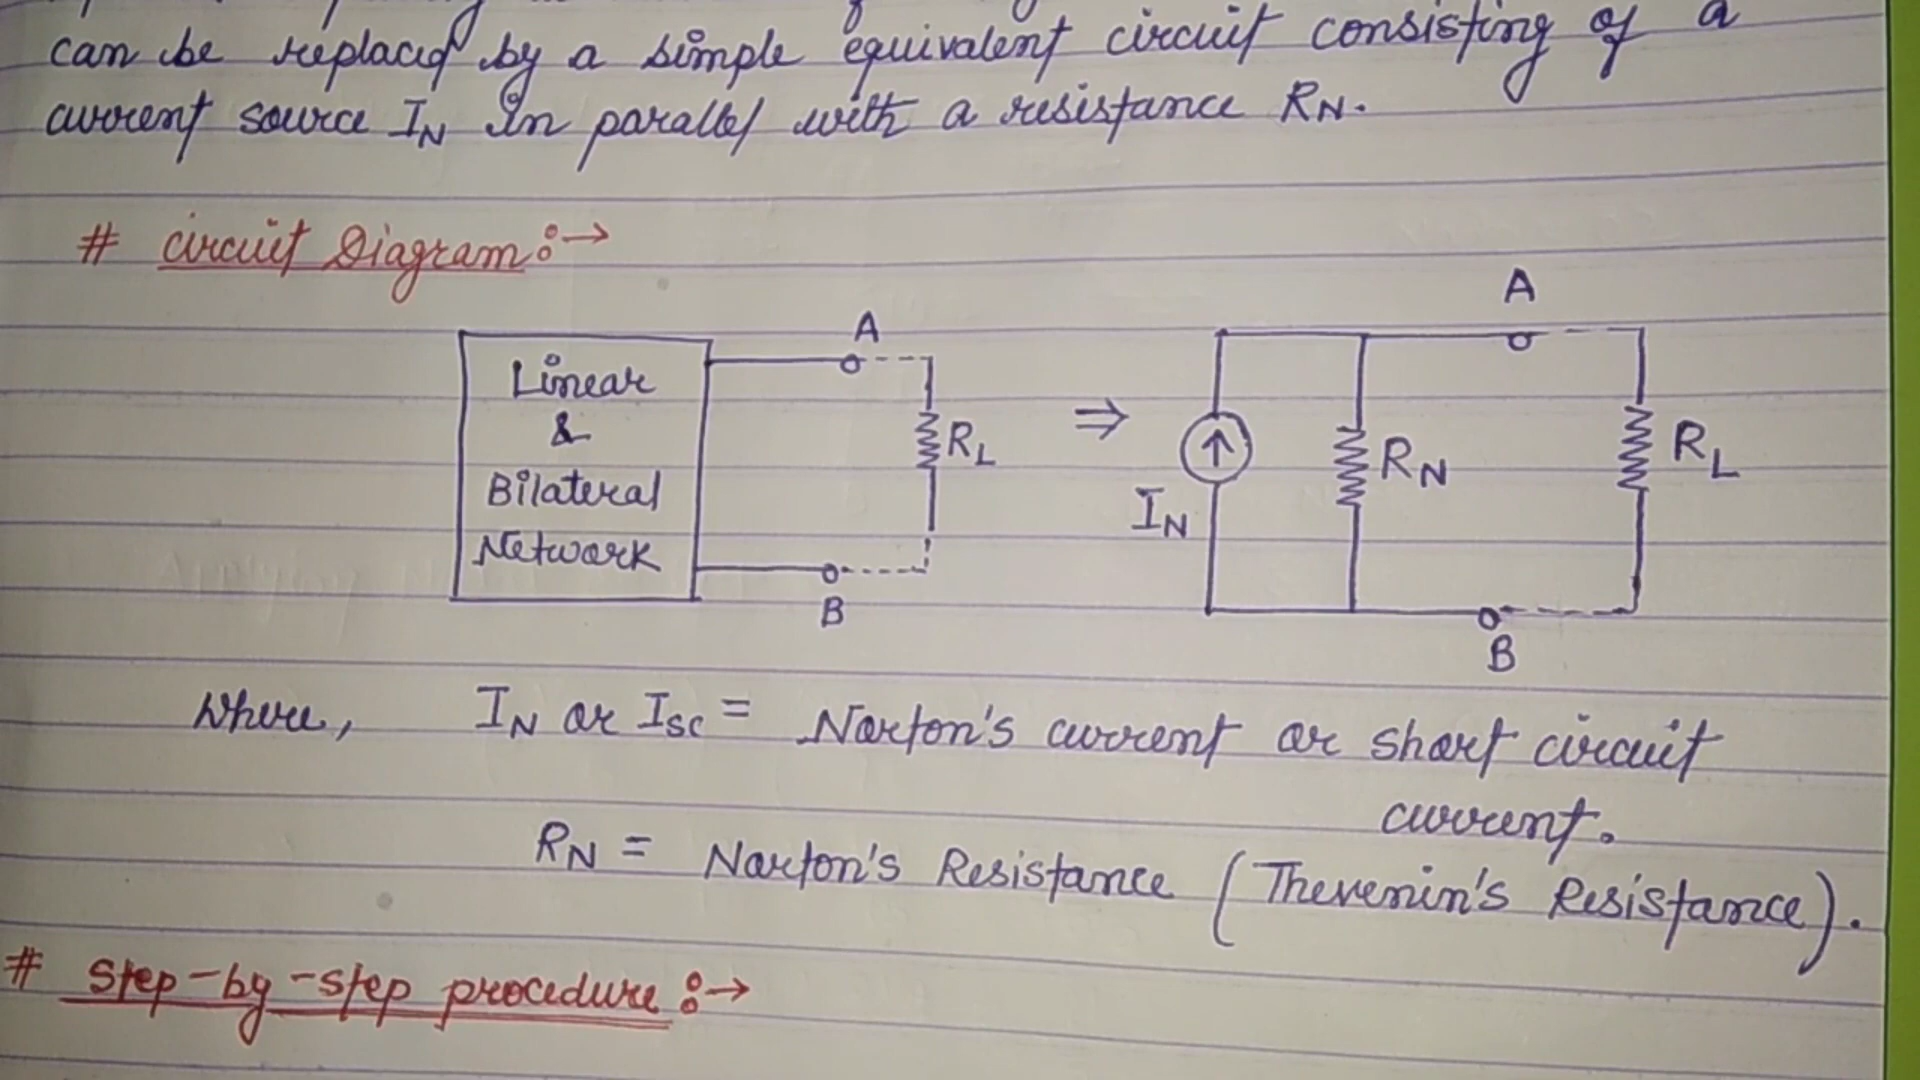 can be replaced by a simple equivalent circuit consisting of a
current source IN In parallel with a resistance RN.
# circuit Diagram :→
A
A
Linear
&
Bilateral
Network
RL
⇒
IN
RN
RL
B
B
where, IN or ISC = Norton's current or short circuit
current.
RN = Norton's Resistance (Thevenin's Resistance).
# Step-by-step procedure :→